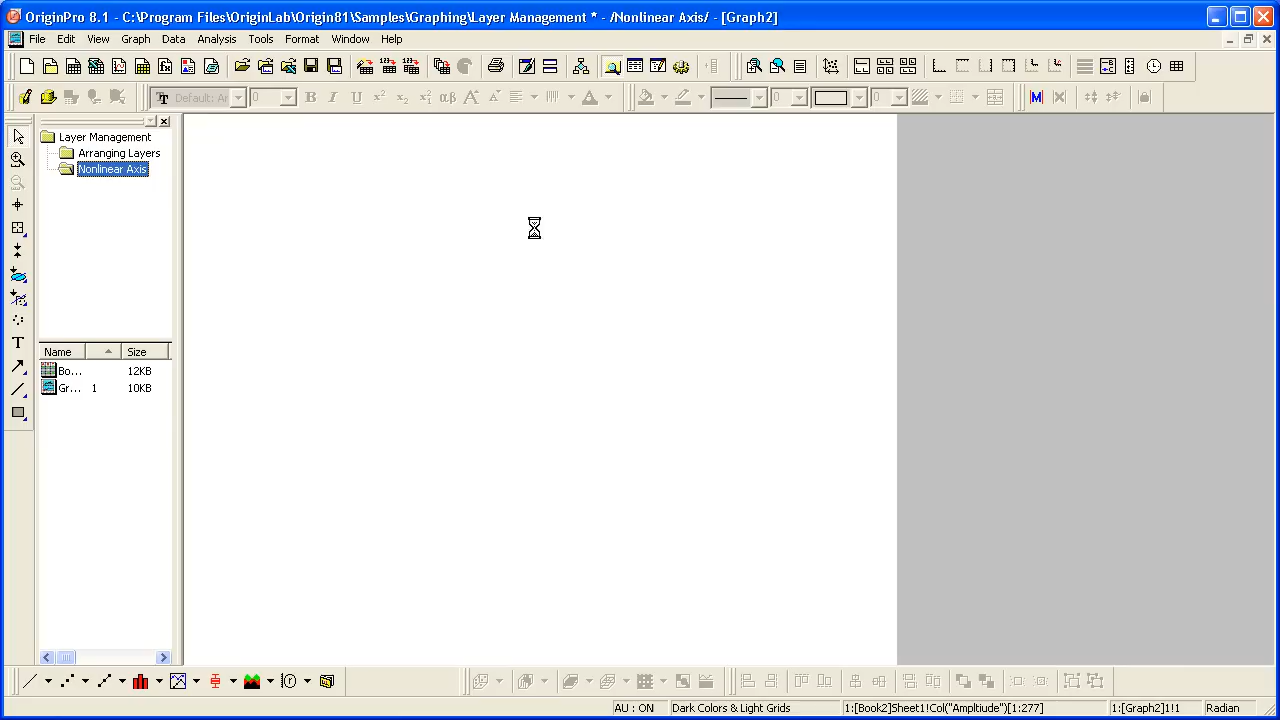 OriginPro 8.1 - C:\Program Files\OriginLab\Origin81\Samples\Graphing\Layer Management * - /Nonlinear Axis/ - [Graph2]
File Edit View Graph Data Analysis Tools Format Window Help
Default: Ar 0 B I U x² x₂ αβ A A A 0 0 M
Layer Management
Arranging Layers
Nonlinear Axis
T
Name Size
Bo... 12KB
Gr... 1 10KB
AU : ON Dark Colors & Light Grids 1:[Book2]Sheet1!Col("Ampltiude")[1:277] 1:[Graph2]1!1 Radian